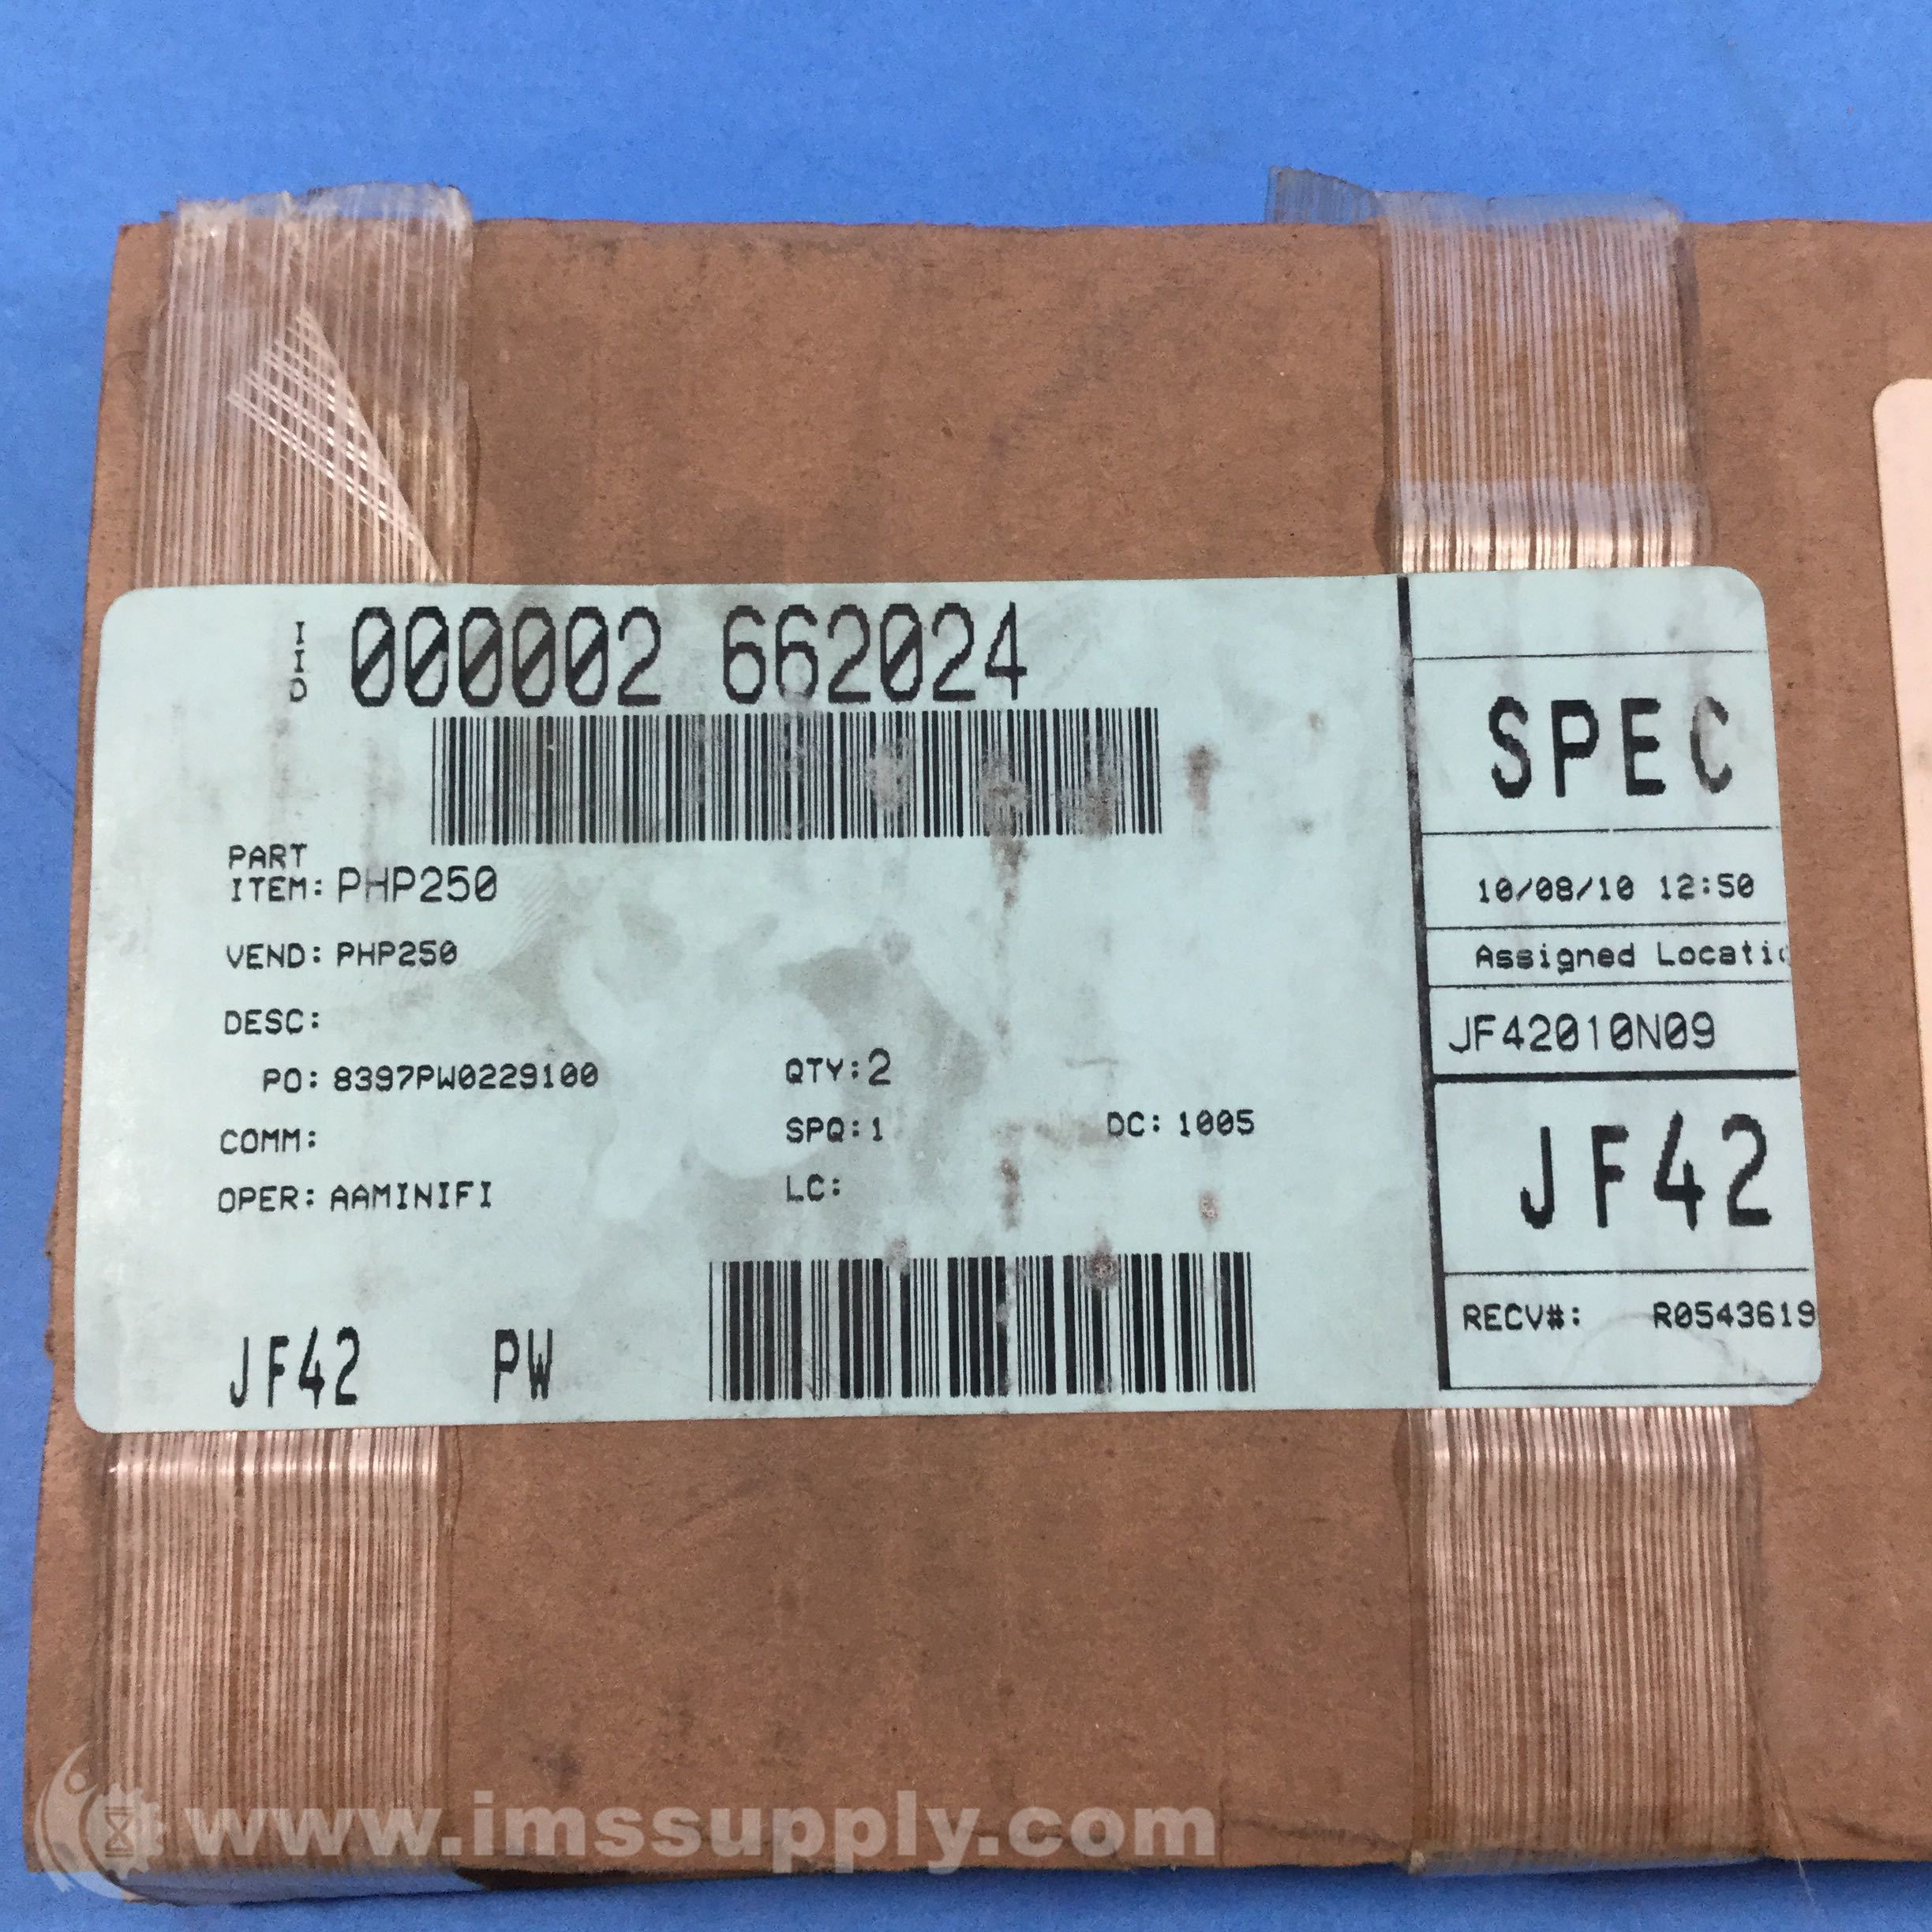 IID 000002 662024
PART
ITEM: PHP250
VEND: PHP250
DESC:
PO: 8397PW0229100
QTY: 2
COMM:
SPQ: 1
DC: 1005
OPER: AAMINIFI
LC:
JF42 PW
SPEC
10/08/10 12:50
Assigned Locatio
JF42010N09
JF42
RECV#: R0543619
www.imssupply.com